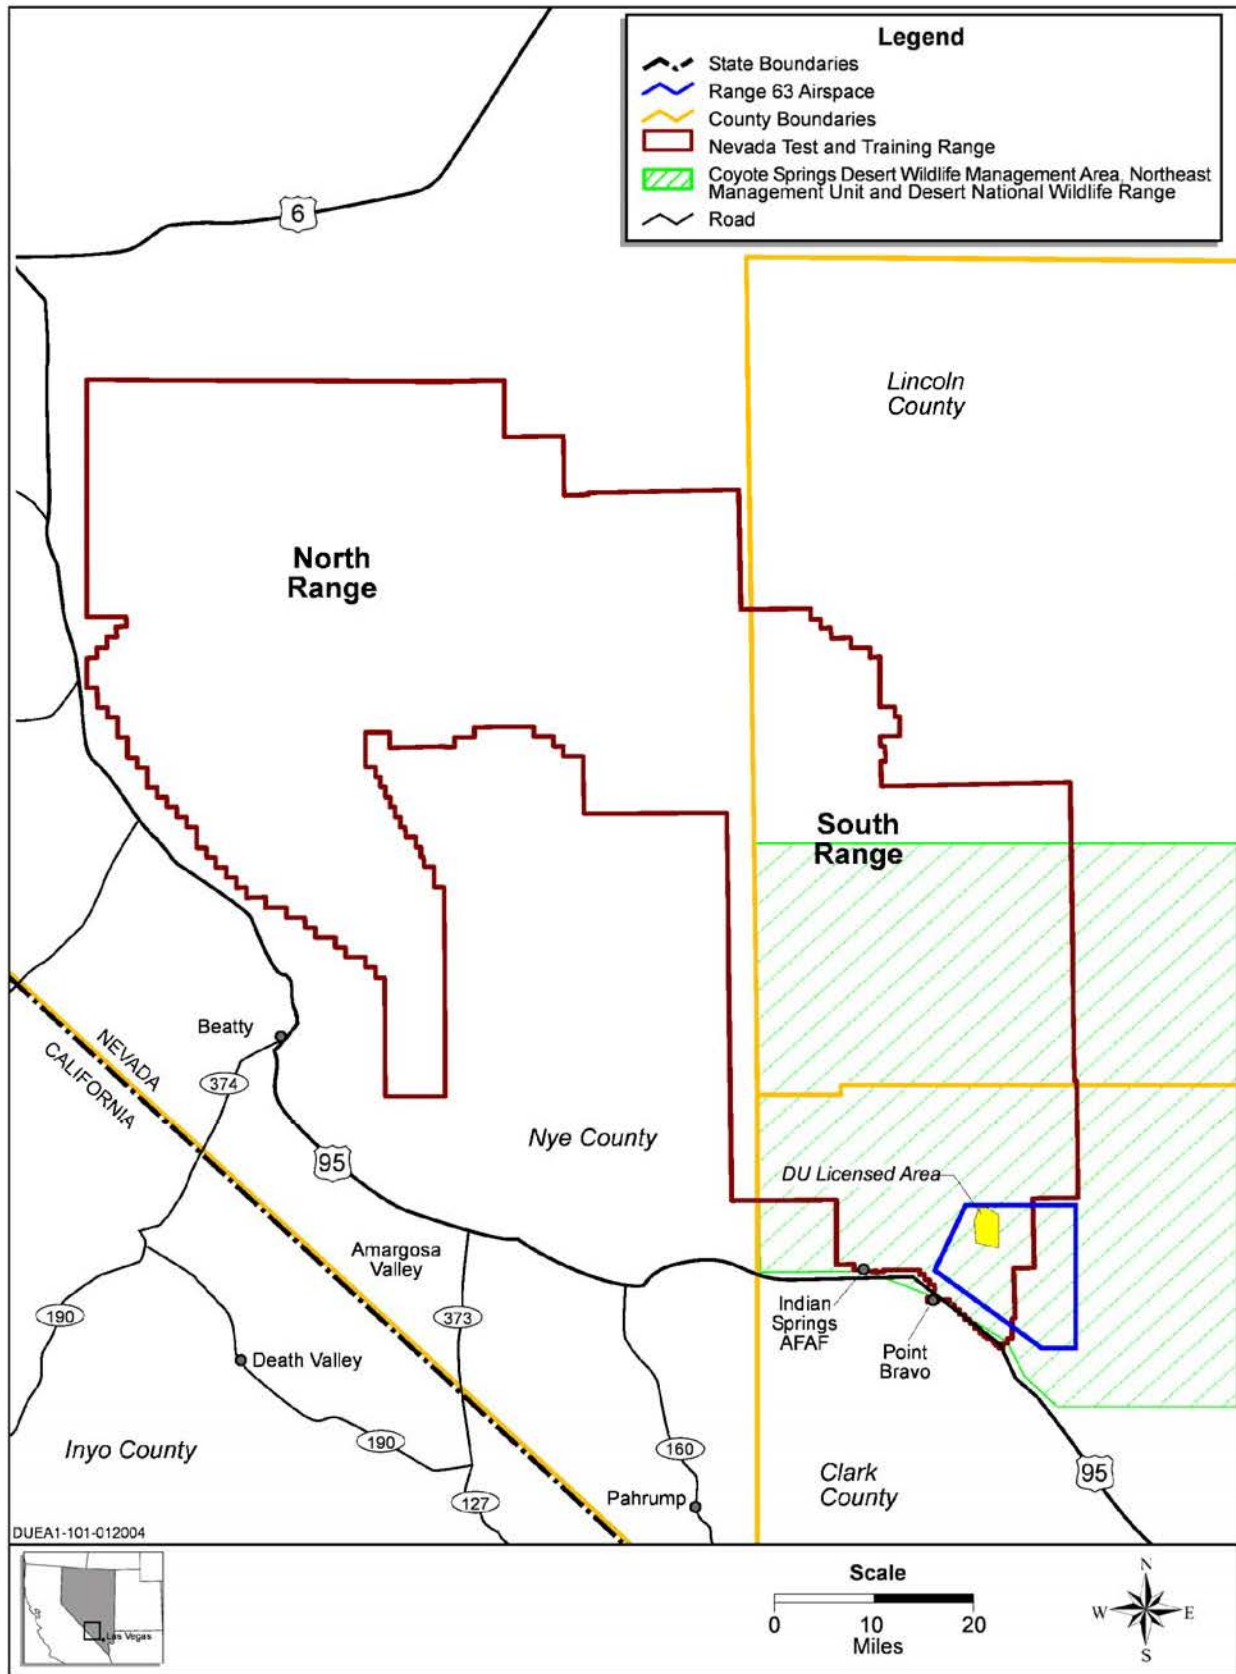 Legend
State Boundaries
Range 63 Airspace
County Boundaries
Nevada Test and Training Range
Coyote Springs Desert Wildlife Management Area, Northeast
Management Unit and Desert National Wildlife Range
Road
6
Lincoln
County
North
Range
South
Range
Beatty
NEVADA
CALIFORNIA
374
95
Nye County
DU Licensed Area
Amargosa
Valley
190
373
Indian
Springs
AFAF
Point
Bravo
Death Valley
Inyo County
190
160
Clark
County
95
127
Pahrump
DUEA1-101-012004
Las Vegas
Scale
0 10 20
Miles
N
W E
S